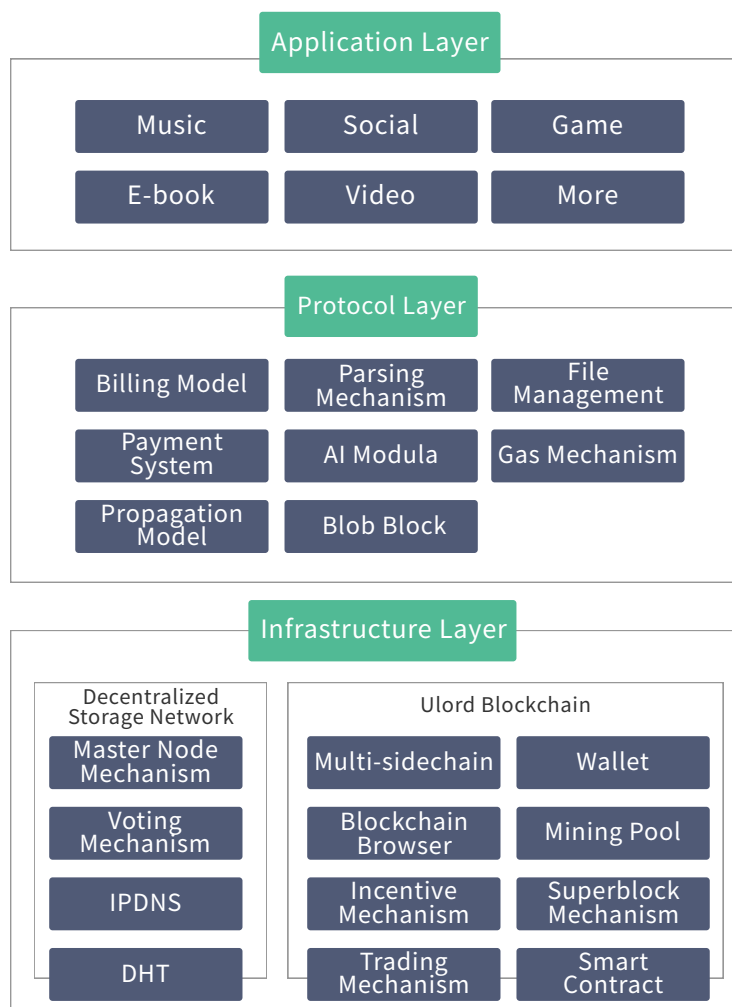 Application Layer
Music
Social
Game
E-book
Video
More
Protocol Layer
Billing Model
Parsing
Mechanism
File
Management
Payment
System
AI Modula
Gas Mechanism
Propagation
Model
Blob Block
Infrastructure Layer
Decentralized
Storage Network
Master Node
Mechanism
Voting
Mechanism
IPDNS
DHT
Ulord Blockchain
Multi-sidechain
Wallet
Blockchain
Browser
Mining Pool
Incentive
Mechanism
Superblock
Mechanism
Trading
Mechanism
Smart
Contract